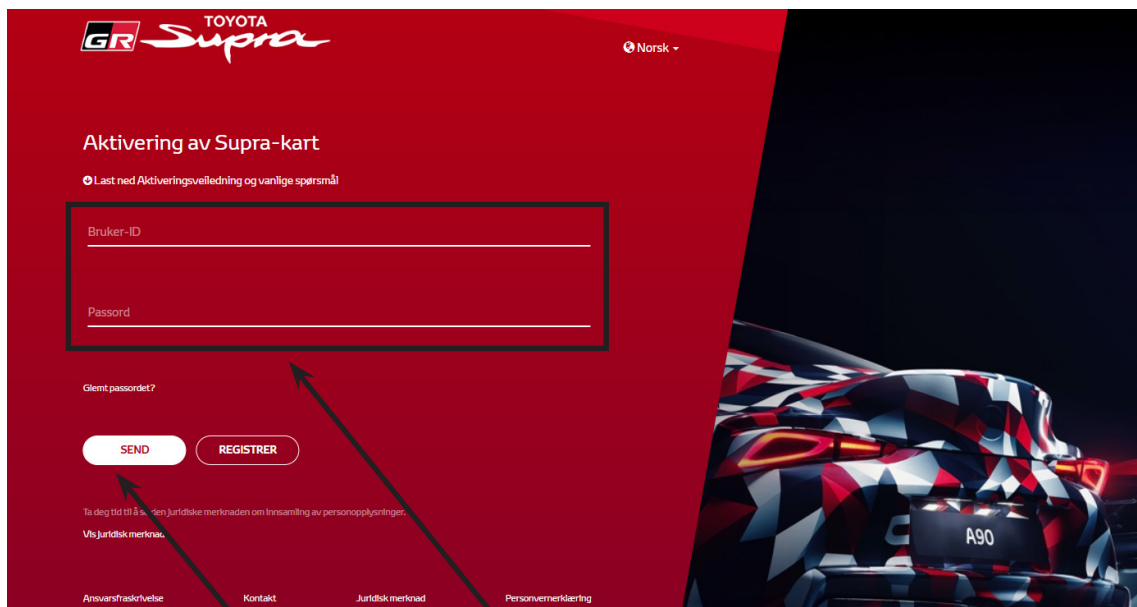 GR TOYOTA Supra
Norsk
Aktivering av Supra-kart
Last ned Aktiveringsveiledning og vanlige spørsmål
Bruker-ID
Passord
Glemt passordet?
SEND REGISTRER
Ta deg tid til å se den juridiske merknaden om innsamling av personopplysninger.
Vis juridisk merknad
A90
Ansvarsfraskrivelse Kontakt Juridisk merknad Personvernerklæring